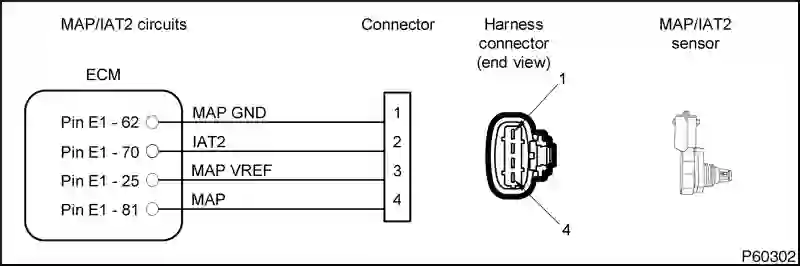 MAP/IAT2 circuits
Connector
Harness
connector
(end view)
MAP/IAT2
sensor
ECM
Pin E1 - 62
MAP GND
1
Pin E1 - 70
IAT2
2
Pin E1 - 25
MAP VREF
3
Pin E1 - 81
MAP
4
1
4
P60302